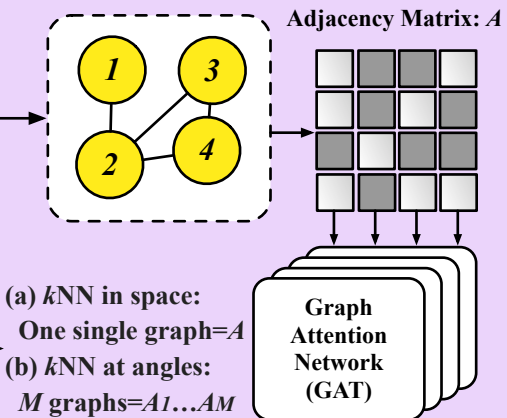 Adjacency Matrix: A
1
3
2
4
(a) kNN in space:
One single graph=A
(b) kNN at angles:
M graphs=A1…AM
Graph
Attention
Network
(GAT)